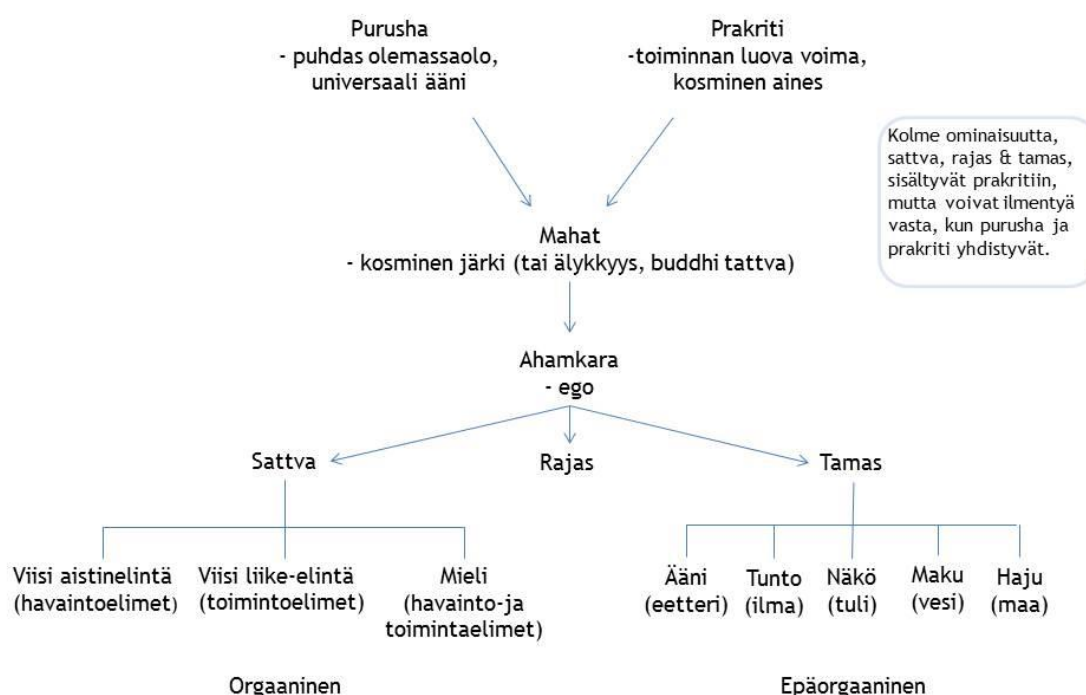 Purusha
- puhdas olemassaolo,
universaali ääni
Prakriti
-toiminnan luova voima,
kosminen aines
Kolme ominaisuutta,
sattva, rajas & tamas,
sisältyvät prakritiin,
mutta voivat ilmentyä
vasta, kun purusha ja
prakriti yhdistyvät.
Mahat
- kosminen järki (tai älykkyys, buddhi tattva)
Ahamkara
- ego
Sattva
Rajas
Tamas
Viisi aistinelintä
(havaintoelimet)
Viisi liike-elintä
(toimintoelimet)
Mieli
(havainto-ja
toimintaelimet)
Ääni
(eetteri)
Tunto
(ilma)
Näkö
(tuli)
Maku
(vesi)
Haju
(maa)
Orgaaninen
Epäorgaaninen